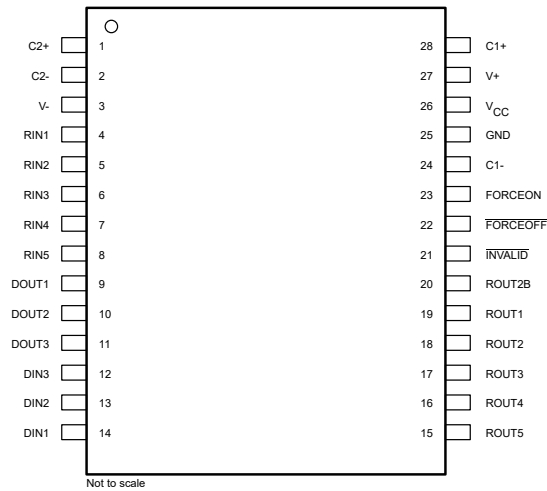 C2+ 1 28 C1+
C2- 2 27 V+
V- 3 26 VCC
RIN1 4 25 GND
RIN2 5 24 C1-
RIN3 6 23 FORCEON
RIN4 7 22 FORCEOFF
RIN5 8 21 INVALID
DOUT1 9 20 ROUT2B
DOUT2 10 19 ROUT1
DOUT3 11 18 ROUT2
DIN3 12 17 ROUT3
DIN2 13 16 ROUT4
DIN1 14 15 ROUT5
Not to scale